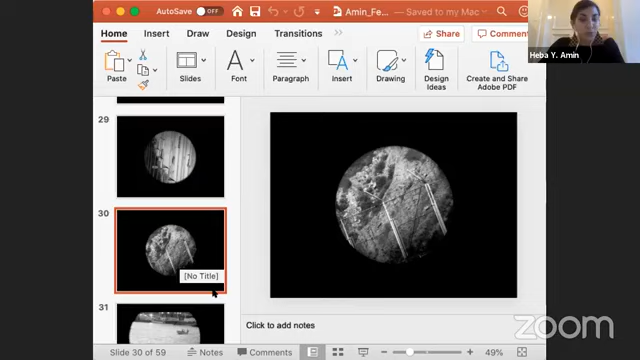 AutoSave OFF
Amin_Fe... — Saved to my Mac
Home Insert Draw Design Transitions Share Comments
Paste Slides Font Paragraph Insert Drawing Design Ideas Create and Share Adobe PDF
Heba Y. Amin
29
30
[No Title]
31
Click to add notes
Slide 30 of 59 Notes Comments 49%
zoom